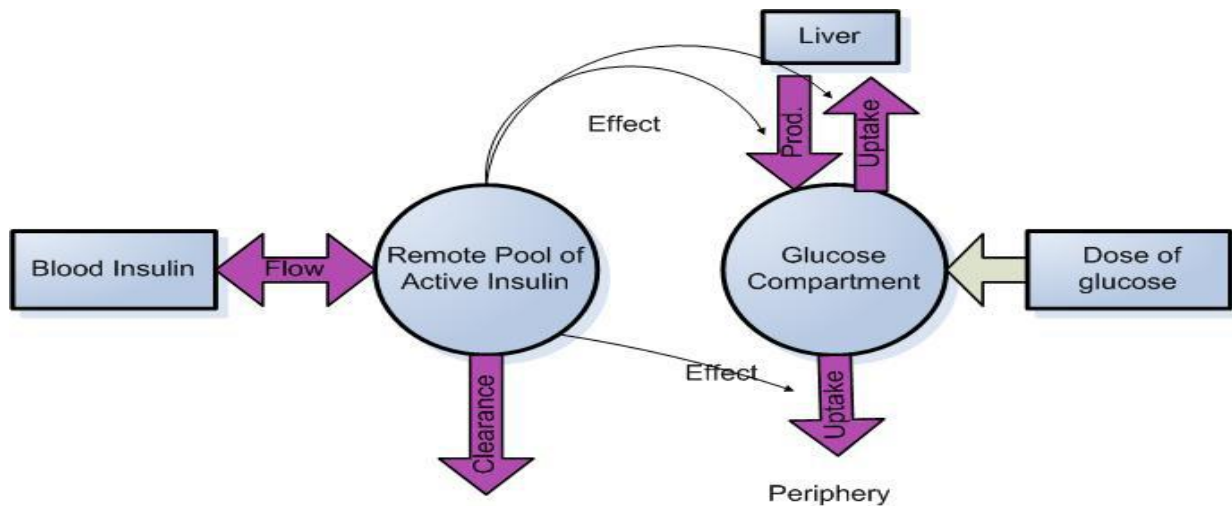 Liver
Prod.
Uptake
Effect
Blood Insulin
Flow
Remote Pool of
Active Insulin
Glucose
Compartment
Dose of
glucose
Effect
Clearance
Uptake
Periphery